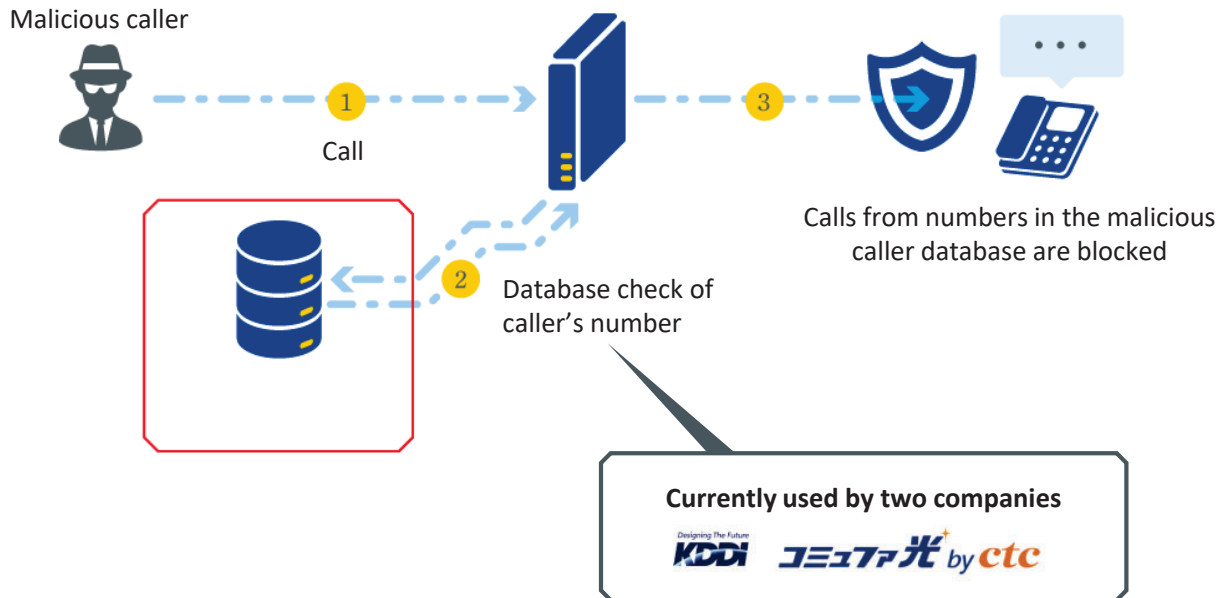 Malicious caller
1
Call
3
Calls from numbers in the malicious
caller database are blocked
2
Database check of
caller’s number
Currently used by two companies
Designing The Future
KDDI
コミュファ光 by ctc